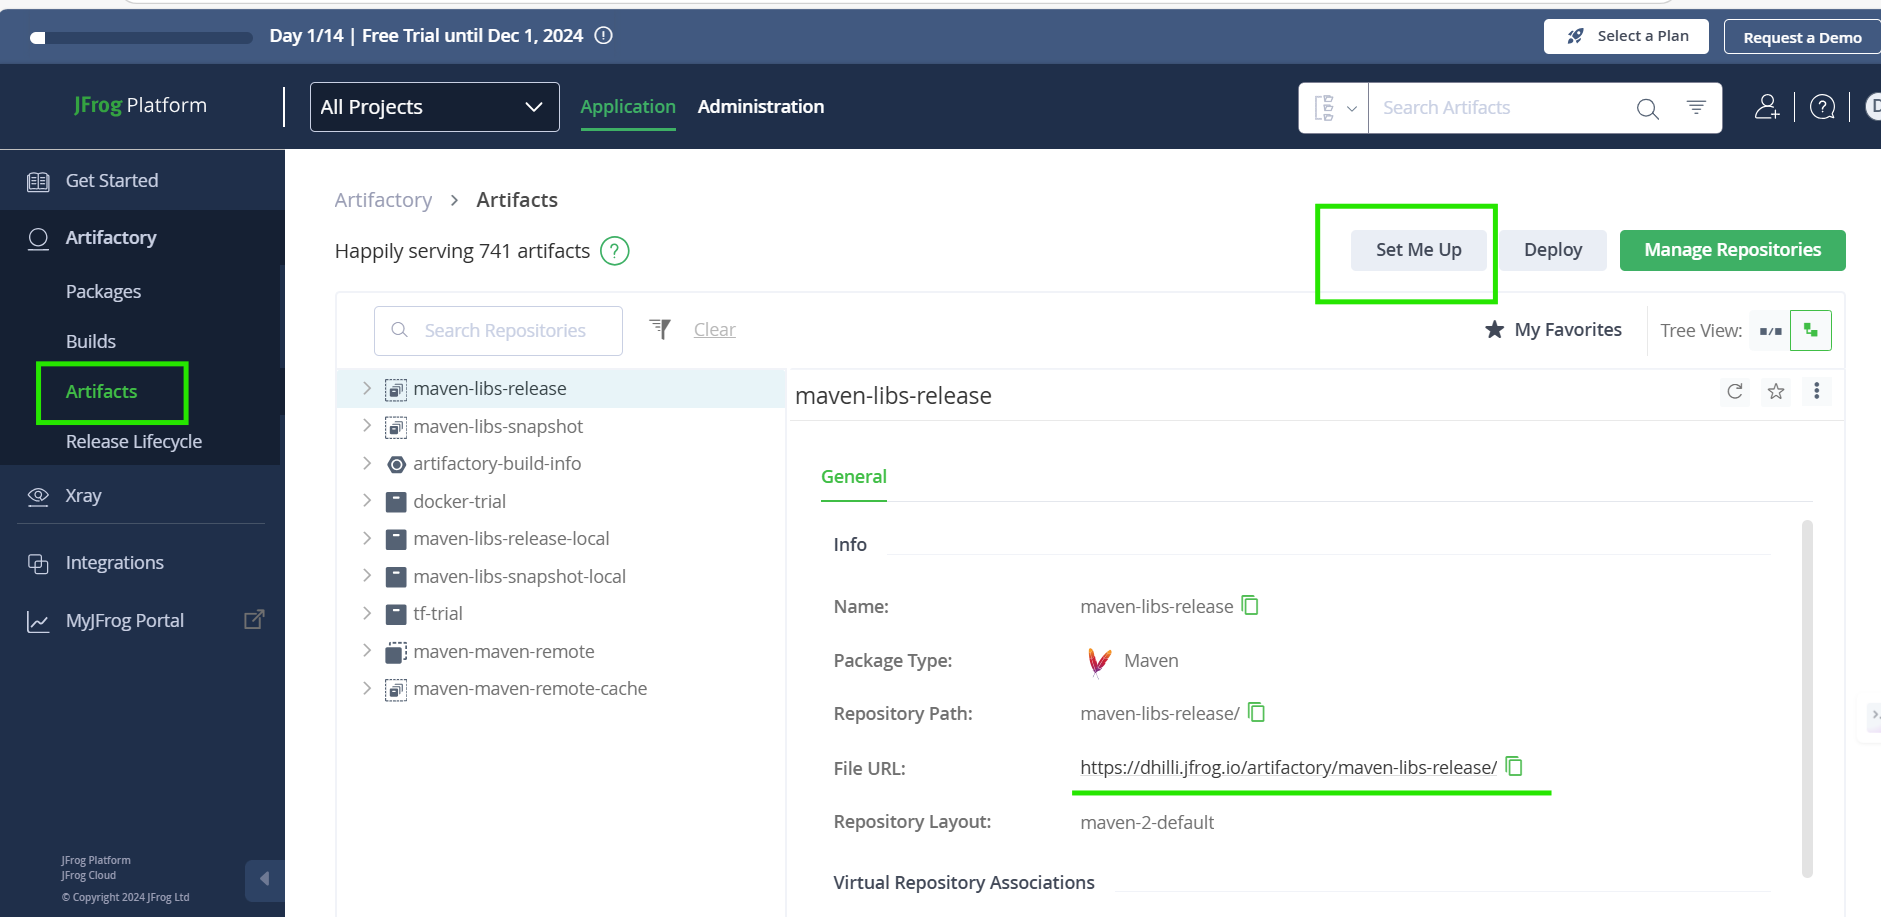 Day 1/14 | Free Trial until Dec 1, 2024
Select a Plan
Request a Demo
JFrog Platform
All Projects
Application
Administration
Search Artifacts
D
Get Started
Artifactory
Packages
Builds
Artifacts
Release Lifecycle
Xray
Integrations
MyJFrog Portal
JFrog Platform
JFrog Cloud
© Copyright 2024 JFrog Ltd
Artifactory > Artifacts
Happily serving 741 artifacts ?
Set Me Up
Deploy
Manage Repositories
Search Repositories
Clear
My Favorites
Tree View:
maven-libs-release
maven-libs-snapshot
artifactory-build-info
docker-trial
maven-libs-release-local
maven-libs-snapshot-local
tf-trial
maven-maven-remote
maven-maven-remote-cache
maven-libs-release
General
Info
Name: maven-libs-release
Package Type: Maven
Repository Path: maven-libs-release/
File URL: https://dhilli.jfrog.io/artifactory/maven-libs-release/
Repository Layout: maven-2-default
Virtual Repository Associations